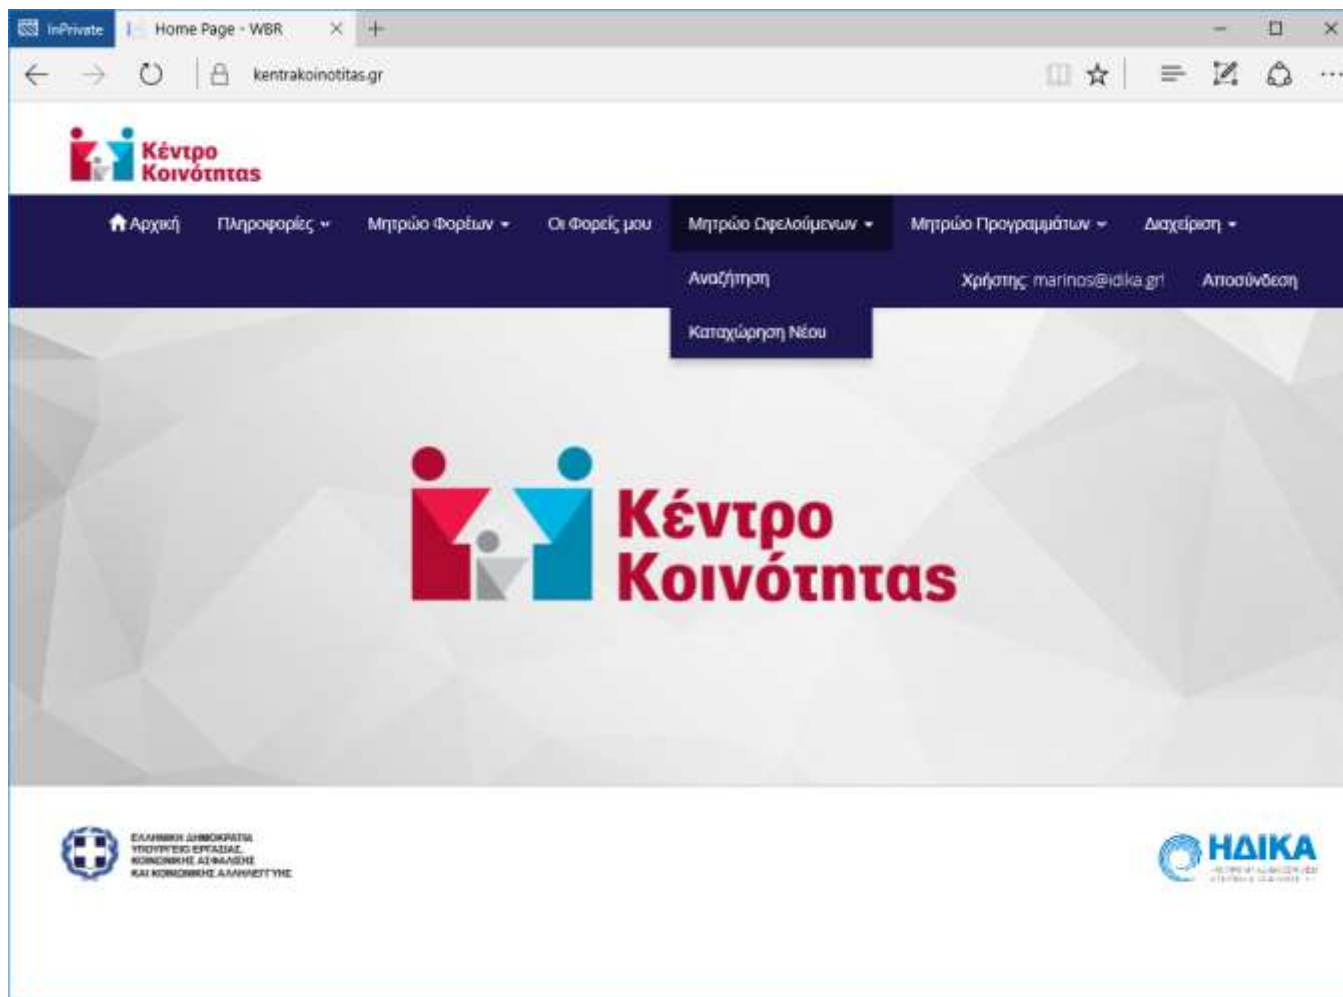 InPrivate Home Page - WBR
kentrakoinotitas.gr
Κέντρο
Κοινότητας
Αρχική Πληροφορίες Μητρώο Φορέων Οι Φορείς μου Μητρώο Ωφελούμενων Μητρώο Προγραμμάτων Διαχείριση
Αναζήτηση Χρήστης: marinos@idika.gr! Αποσύνδεση
Καταχώρηση Νέου
Κέντρο
Κοινότητας
ΕΛΛΗΝΙΚΗ ΔΗΜΟΚΡΑΤΙΑ
ΥΠΟΥΡΓΕΙΟ ΕΡΓΑΣΙΑΣ,
ΚΟΙΝΩΝΙΚΗΣ ΑΣΦΑΛΙΣΗΣ
ΚΑΙ ΚΟΙΝΩΝΙΚΗΣ ΑΛΛΗΛΕΓΓΥΗΣ
ΗΔΙΚΑ